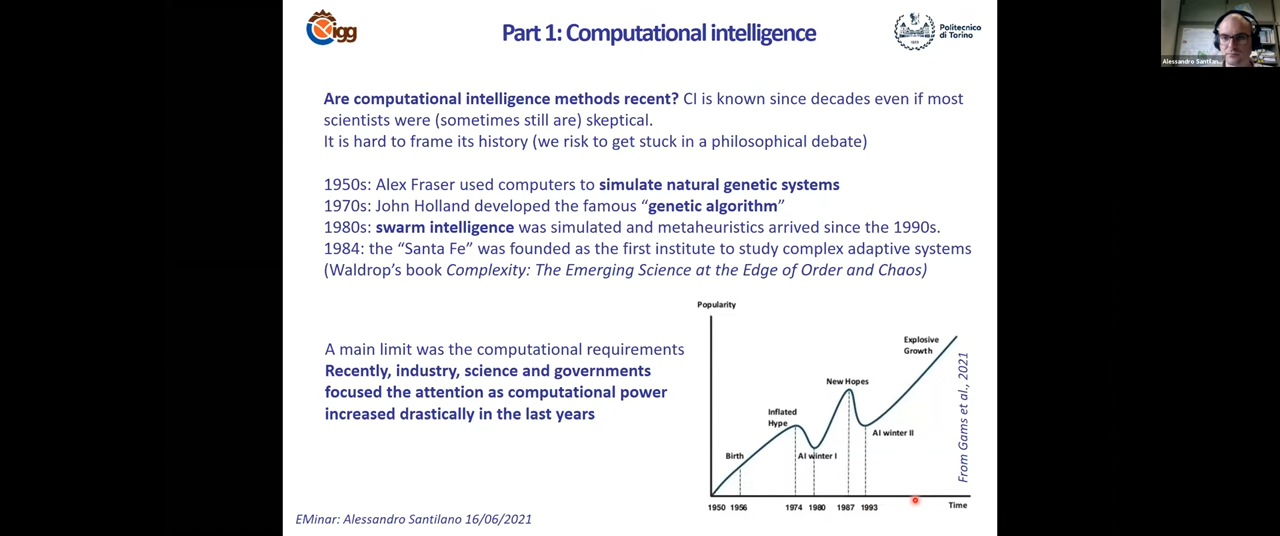 igg
Part 1: Computational intelligence
Politecnico
di Torino
Alessandro Santilan...
Are computational intelligence methods recent? CI is known since decades even if most
scientists were (sometimes still are) skeptical.
It is hard to frame its history (we risk to get stuck in a philosophical debate)
1950s: Alex Fraser used computers to simulate natural genetic systems
1970s: John Holland developed the famous “genetic algorithm”
1980s: swarm intelligence was simulated and metaheuristics arrived since the 1990s.
1984: the “Santa Fe” was founded as the first institute to study complex adaptive systems
(Waldrop’s book Complexity: The Emerging Science at the Edge of Order and Chaos)
A main limit was the computational requirements
Recently, industry, science and governments
focused the attention as computational power
increased drastically in the last years
Popularity
Explosive
Growth
New Hopes
Inflated
Hype
AI winter II
Birth
AI winter I
1950 1956 1974 1980 1987 1993
Time
From Gams et al., 2021
EMinar: Alessandro Santilano 16/06/2021